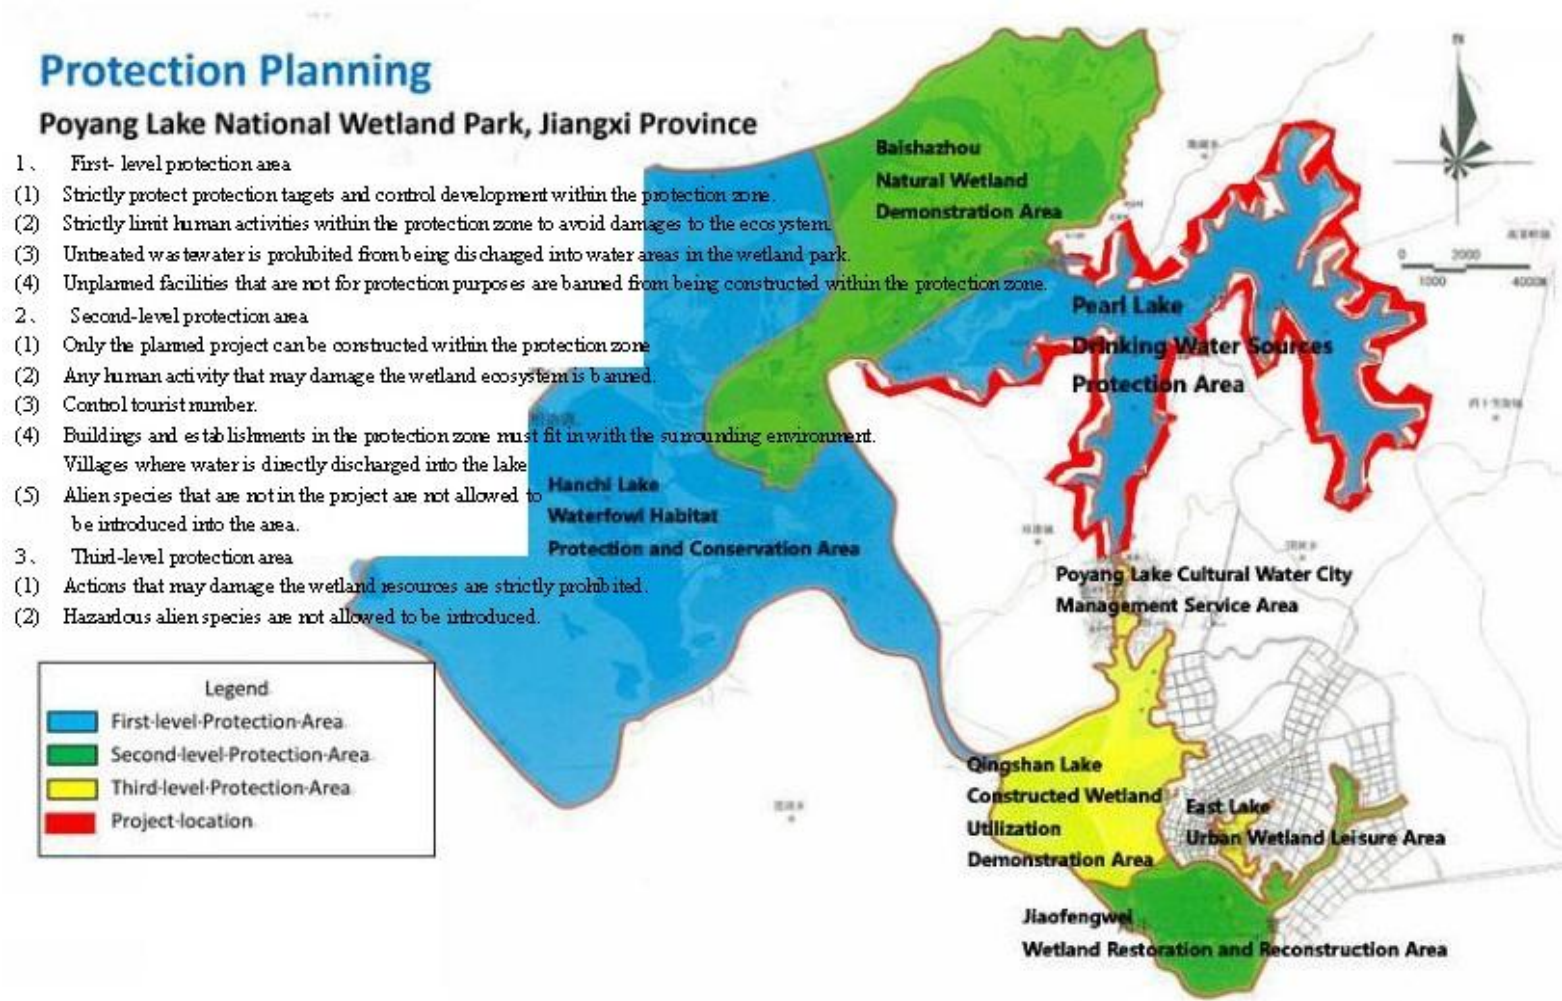 Protection Planning
Poyang Lake National Wetland Park, Jiangxi Province
1、 First- level protection area
(1) Strictly protect protection targets and control development within the protection zone.
(2) Strictly limit human activities within the protection zone to avoid damages to the ecosystem.
(3) Untreated wastewater is prohibited from being discharged into water areas in the wetland park.
(4) Unplanned facilities that are not for protection purposes are banned from being constructed within the protection zone.
2、 Second-level protection area
(1) Only the planned project can be constructed within the protection zone
(2) Any human activity that may damage the wetland ecosystem is banned.
(3) Control tourist number.
(4) Buildings and establishments in the protection zone must fit in with the surrounding environment.
Villages where water is directly discharged into the lake
(5) Alien species that are not in the project are not allowed to
be introduced into the area.
3、 Third-level protection area
(1) Actions that may damage the wetland resources are strictly prohibited.
(2) Hazardous alien species are not allowed to be introduced.
Legend
First-level-Protection-Area
Second-level-Protection-Area
Third-level-Protection-Area
Project-location
Baishazhou
Natural Wetland
Demonstration Area
Pearl Lake
Drinking Water Sources
Protection Area
Hanchi Lake
Waterfowl Habitat
Protection and Conservation Area
Poyang Lake Cultural Water City
Management Service Area
Qingshan Lake
Constructed Wetland
Utilization
Demonstration Area
East Lake
Urban Wetland Leisure Area
Jiaofengwei
Wetland Restoration and Reconstruction Area
0 2000
1000 4000